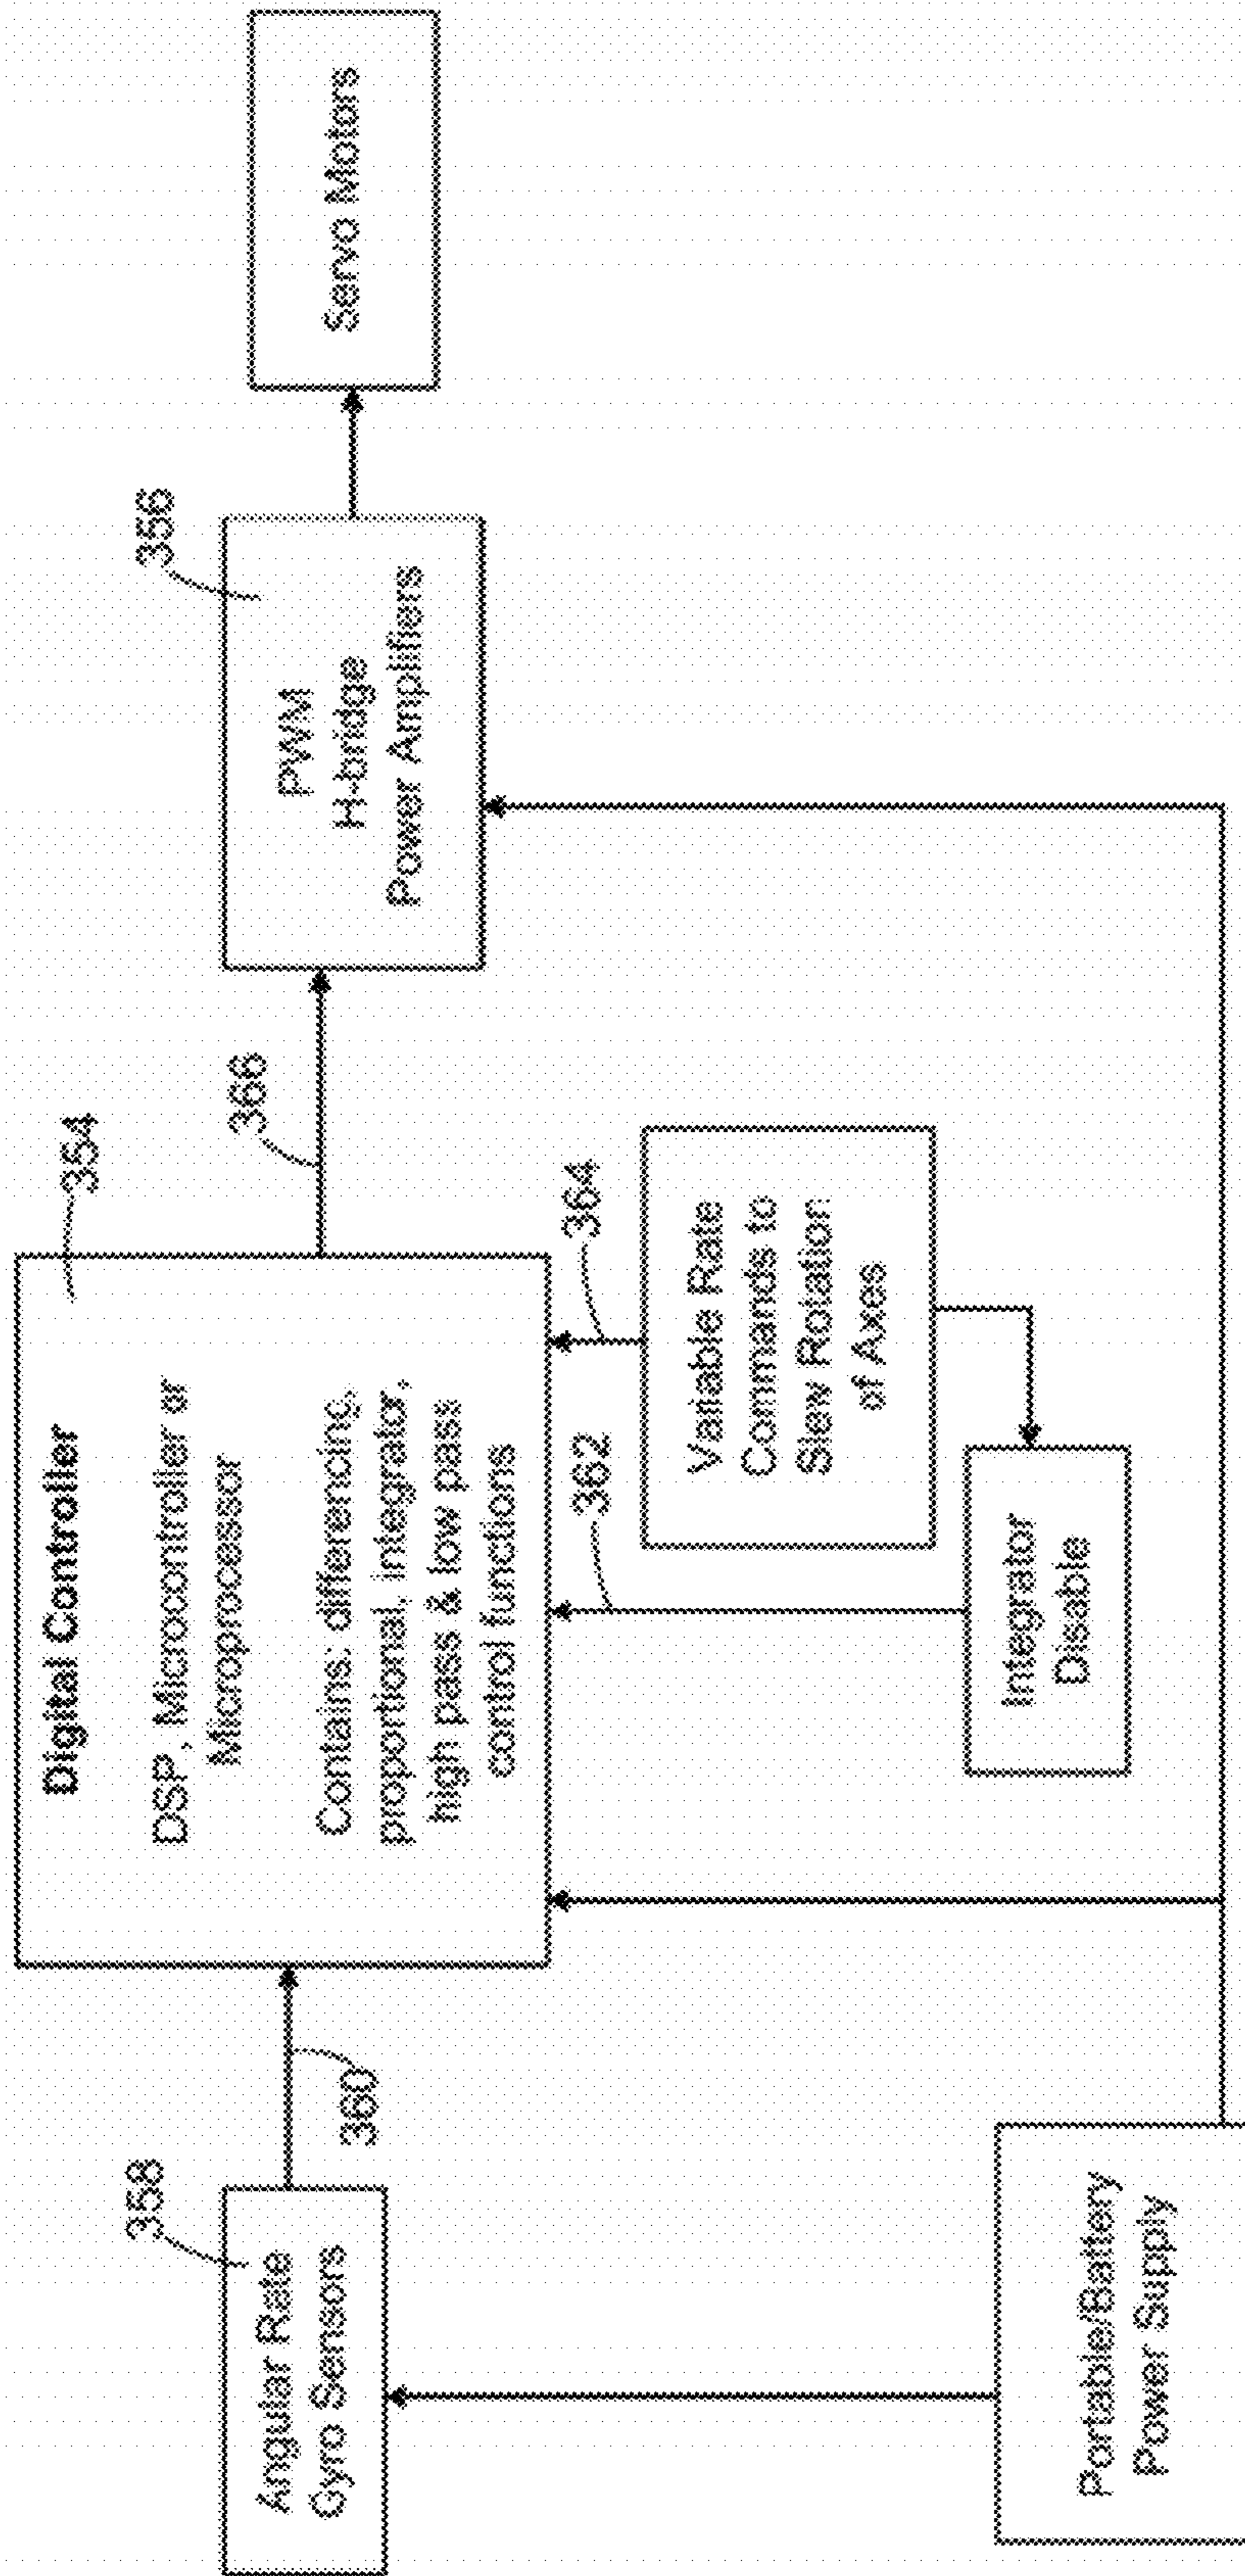 358
Angular Rate
Gyro Sensors
360
354
Digital Controller
DSP, Microcontroller or
Microprocessor
Contains: differencing,
proportional, integrator,
high pass & low pass
control functions
366
356
PWM
H-bridge
Power Amplifiers
Servo Motors
362
364
Variable Rate
Commands to
Slew Rotation
of Axes
Integrator
Disable
Portable/Battery
Power Supply